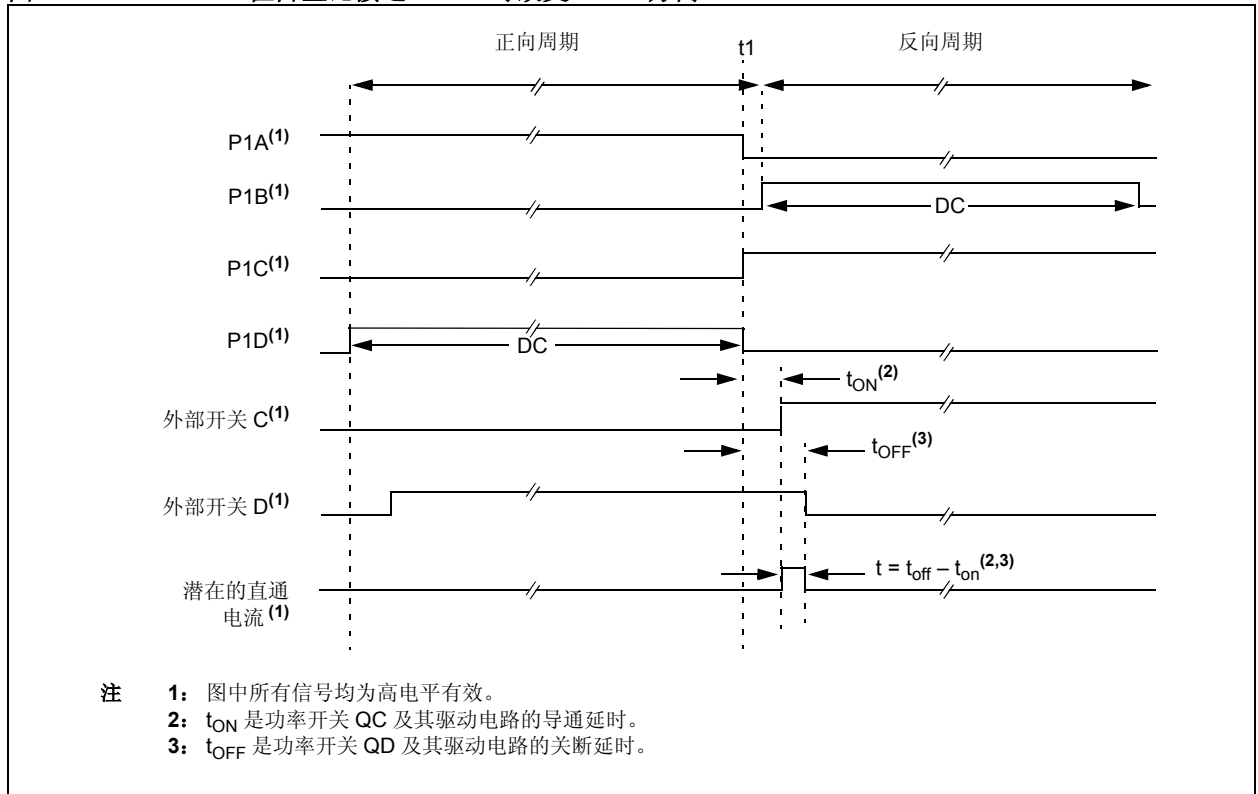 正向周期
t1
反向周期
P1A(1)
P1B(1)
DC
P1C(1)
P1D(1)
DC
tON(2)
外部开关 C(1)
tOFF(3)
外部开关 D(1)
t = toff – ton(2,3)
潜在的直通
电流(1)
注 1: 图中所有信号均为高电平有效。
2: tON 是功率开关 QC 及其驱动电路的导通延时。
3: tOFF 是功率开关 QD 及其驱动电路的关断延时。